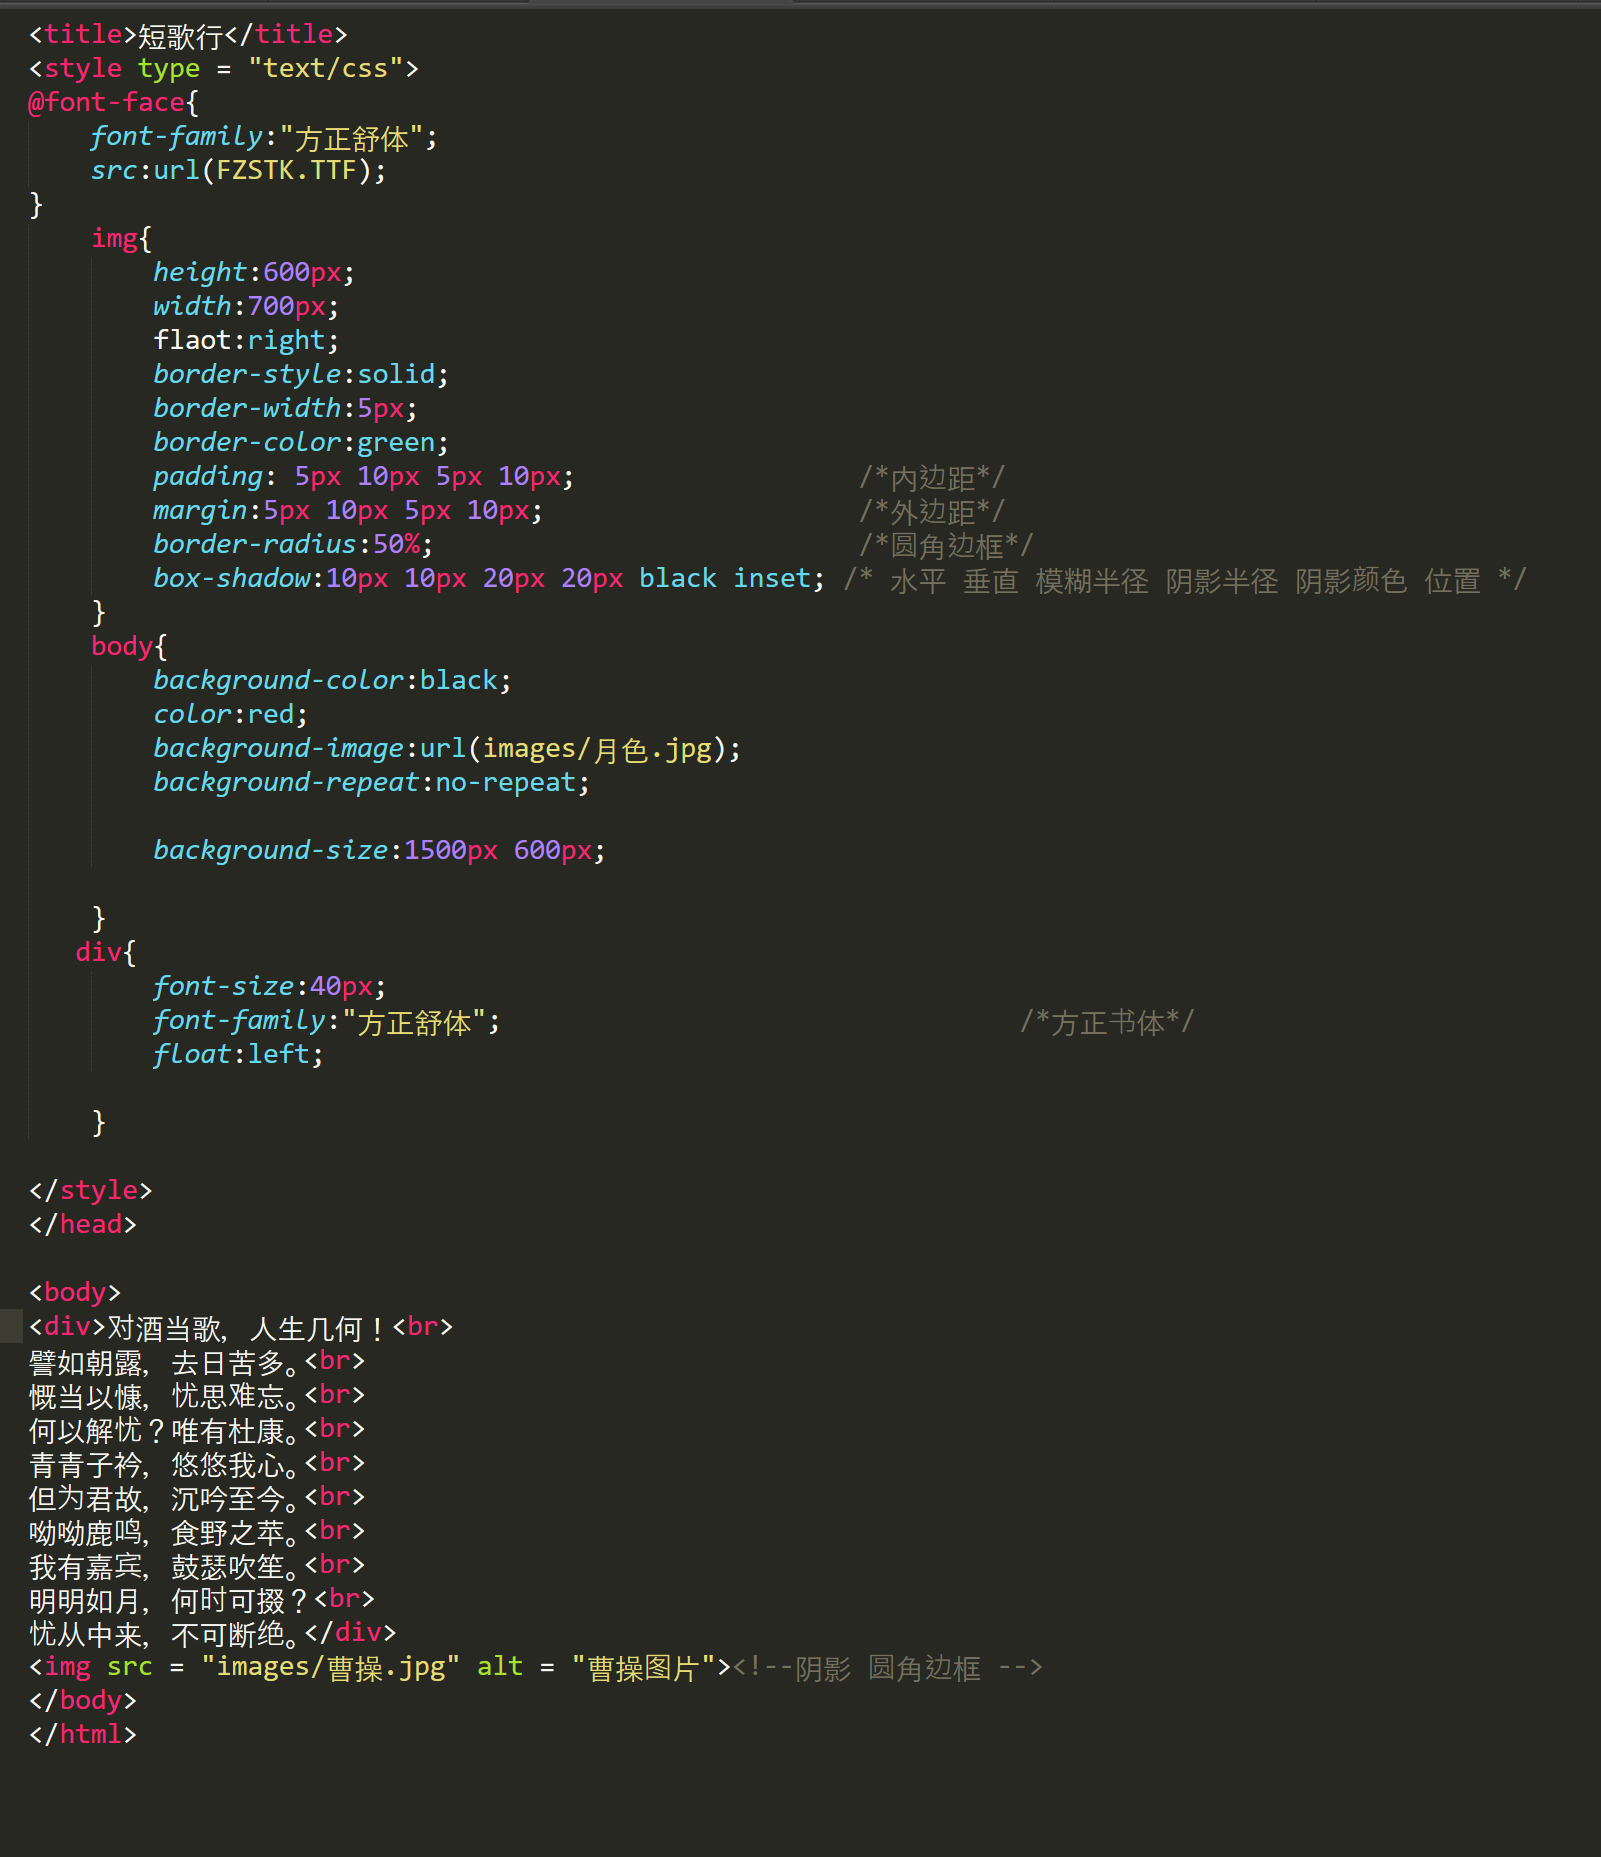 <title>短歌行</title>
<style type = "text/css">
@font-face{
font-family:"方正舒体";
src:url(FZSTK.TTF);
}
img{
height:600px;
width:700px;
flaot:right;
border-style:solid;
border-width:5px;
border-color:green;
padding: 5px 10px 5px 10px; /*内边距*/
margin:5px 10px 5px 10px; /*外边距*/
border-radius:50%; /*圆角边框*/
box-shadow:10px 10px 20px 20px black inset; /* 水平 垂直 模糊半径 阴影半径 阴影颜色 位置 */
}
body{
background-color:black;
color:red;
background-image:url(images/月色.jpg);
background-repeat:no-repeat;
background-size:1500px 600px;
}
div{
font-size:40px;
font-family:"方正舒体"; /*方正书体*/
float:left;
}
</style>
</head>
<body>
<div>对酒当歌，人生几何！<br>
譬如朝露，去日苦多。<br>
慨当以慷，忧思难忘。<br>
何以解忧？唯有杜康。<br>
青青子衿，悠悠我心。<br>
但为君故，沉吟至今。<br>
呦呦鹿鸣，食野之苹。<br>
我有嘉宾，鼓瑟吹笙。<br>
明明如月，何时可掇？<br>
忧从中来，不可断绝。</div>
<img src = "images/曹操.jpg" alt = "曹操图片"><!--阴影 圆角边框 -->
</body>
</html>